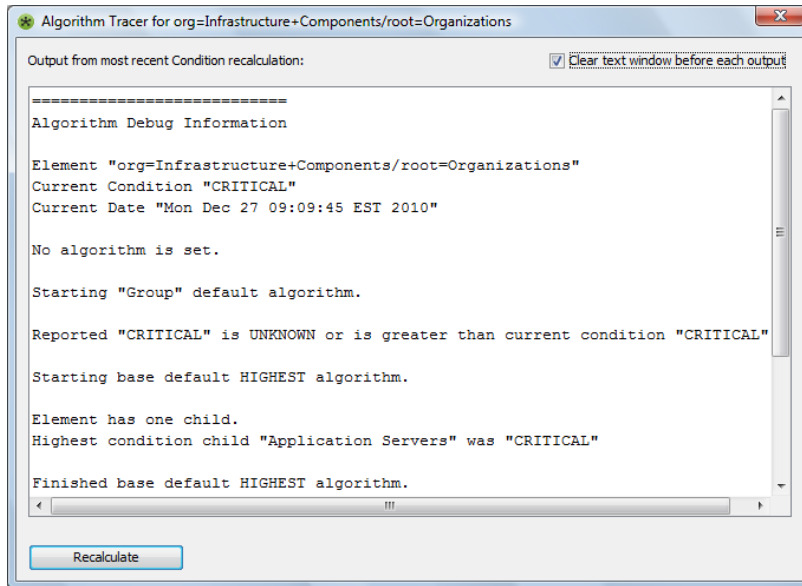 Algorithm Tracer for org=Infrastructure+Components/root=Organizations
Output from most recent Condition recalculation:
Clear text window before each output
===========================
Algorithm Debug Information
Element "org=Infrastructure+Components/root=Organizations"
Current Condition "CRITICAL"
Current Date "Mon Dec 27 09:09:45 EST 2010"
No algorithm is set.
Starting "Group" default algorithm.
Reported "CRITICAL" is UNKNOWN or is greater than current condition "CRITICAL"
Starting base default HIGHEST algorithm.
Element has one child.
Highest condition child "Application Servers" was "CRITICAL"
Finished base default HIGHEST algorithm.
Recalculate